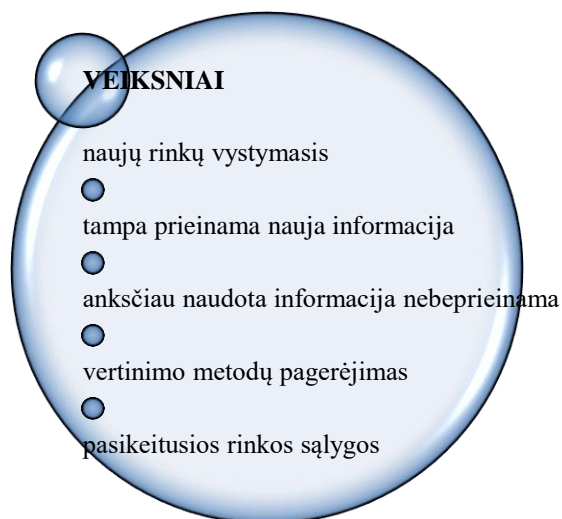 VEIKSNIAI
naujų rinkų vystymasis
tampa prieinama nauja informacija
anksčiau naudota informacija nebeprieinama
vertinimo metodų pagerėjimas
pasikeitusios rinkos sąlygos